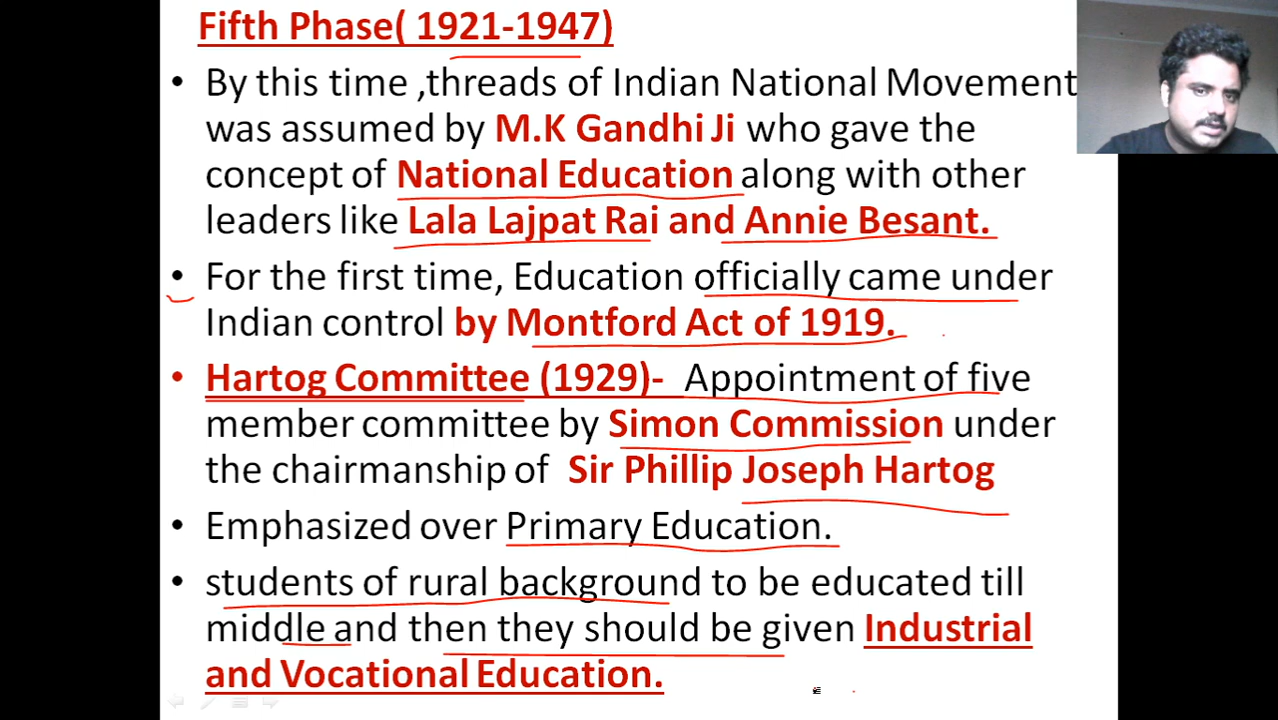 Fifth Phase( 1921-1947)
• By this time ,threads of Indian National Movement
was assumed by M.K Gandhi Ji who gave the
concept of National Education along with other
leaders like Lala Lajpat Rai and Annie Besant.
• For the first time, Education officially came under
Indian control by Montford Act of 1919.
• Hartog Committee (1929)- Appointment of five
member committee by Simon Commission under
the chairmanship of Sir Phillip Joseph Hartog
• Emphasized over Primary Education.
• students of rural background to be educated till
middle and then they should be given Industrial
and Vocational Education.